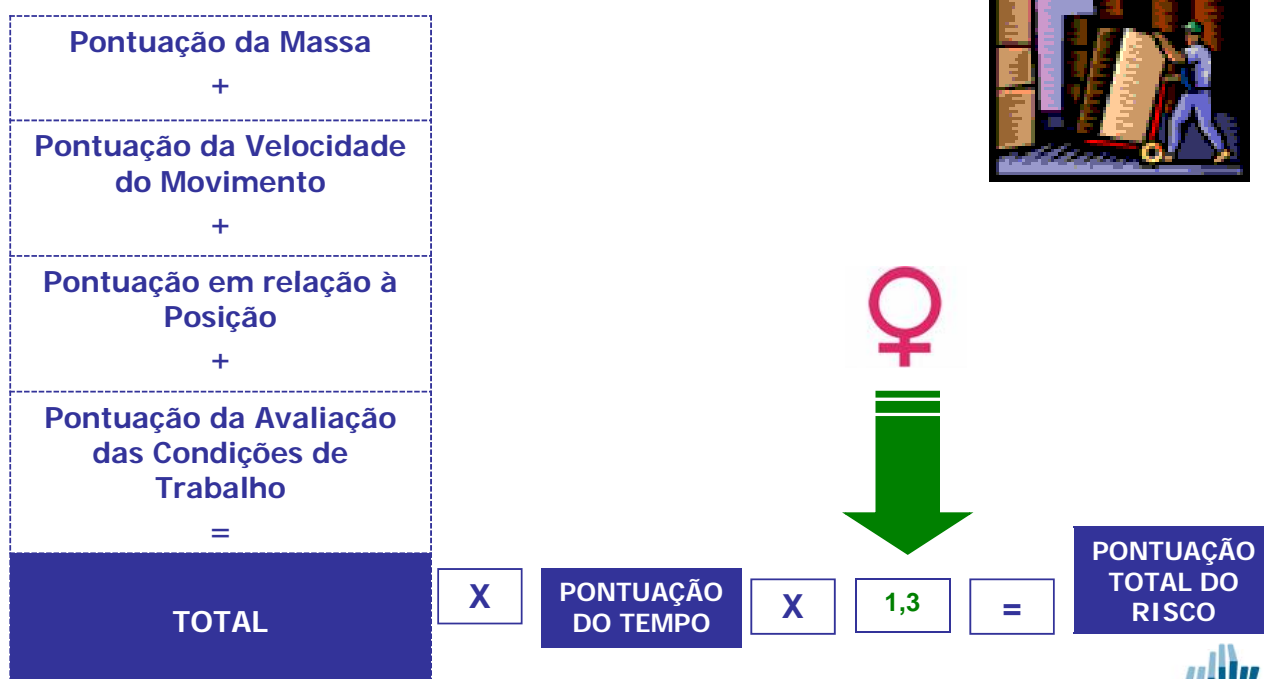 Pontuação da Massa
+
Pontuação da Velocidade
do Movimento
+
Pontuação em relação à
Posição
+
Pontuação da Avaliação
das Condições de
Trabalho
=
TOTAL
X
PONTUAÇÃO
DO TEMPO
X
1,3
=
PONTUAÇÃO
TOTAL DO
RISCO